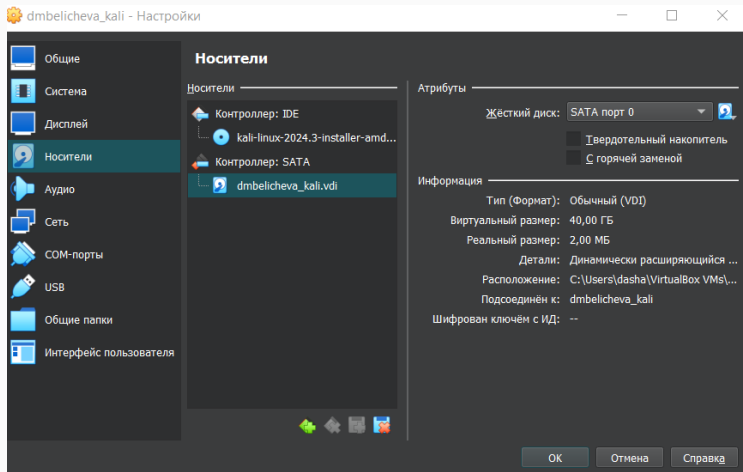 dmbelicheva_kali - Настройки
Общие
Система
Дисплей
Носители
Аудио
Сеть
COM-порты
USB
Общие папки
Интерфейс пользователя
Носители
Носители
Контроллер: IDE
kali-linux-2024.3-installer-amd...
Контроллер: SATA
dmbelicheva_kali.vdi
Атрибуты
Жёсткий диск: SATA порт 0
Твердотельный накопитель
С горячей заменой
Информация
Тип (Формат): Обычный (VDI)
Виртуальный размер: 40,00 ГБ
Реальный размер: 2,00 МБ
Детали: Динамически расширяющийся ...
Расположение: C:\Users\dasha\VirtualBox VMs\...
Подсоединён к: dmbelicheva_kali
Шифрован ключём с ИД: --
OK Отмена Справка